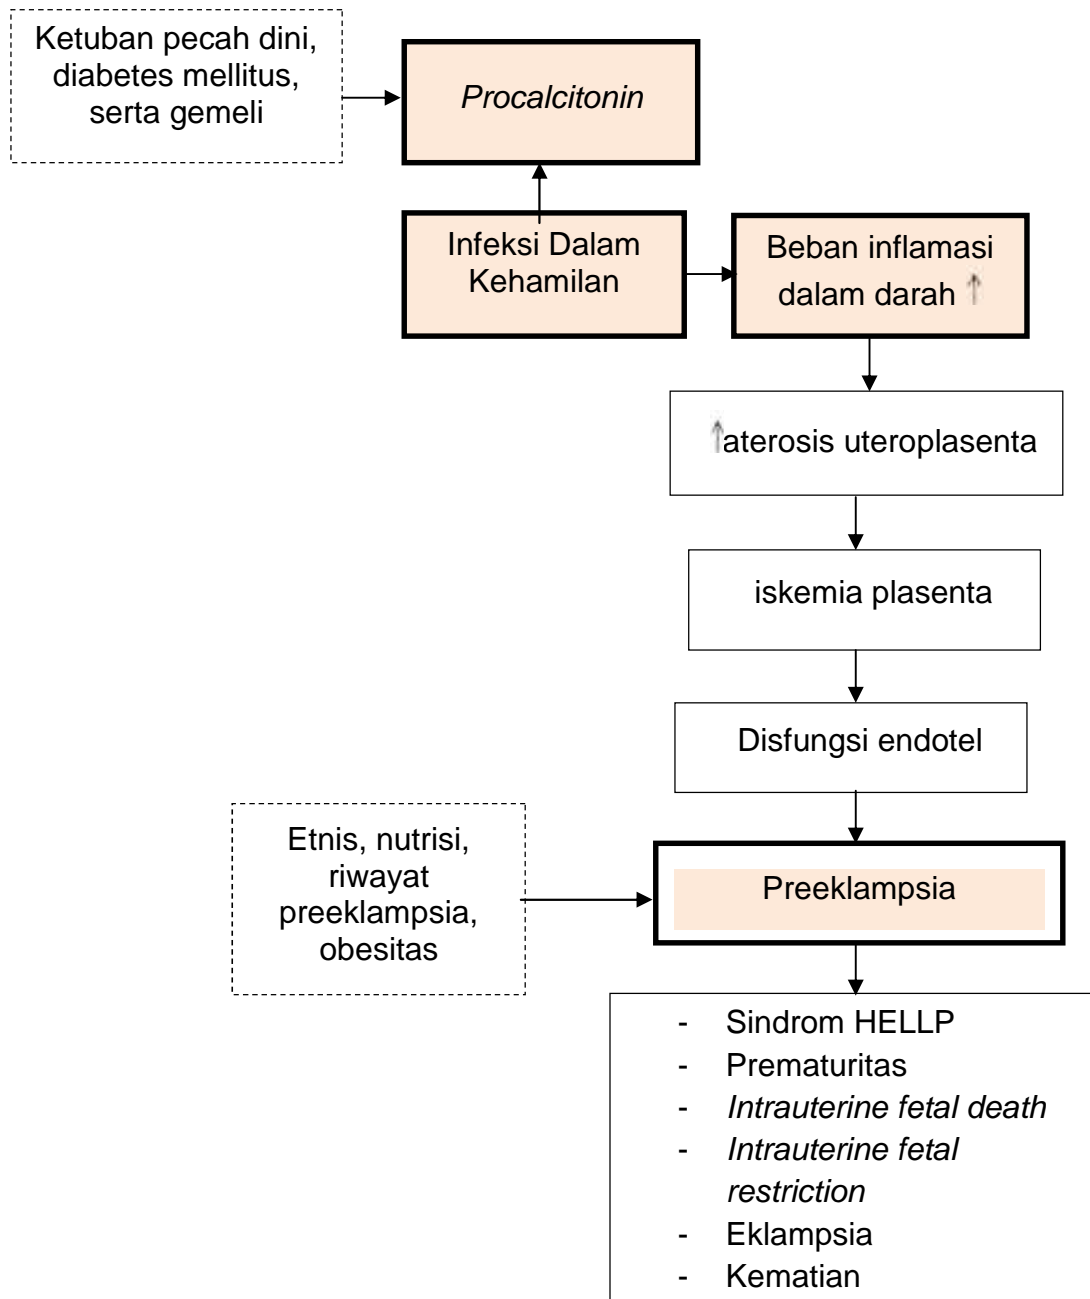 Ketuban pecah dini,
diabetes mellitus,
serta gemeli
Procalcitonin
Infeksi Dalam
Kehamilan
Beban inflamasi
dalam darah ↑
↑aterosis uteroplasenta
iskemia plasenta
Disfungsi endotel
Etnis, nutrisi,
riwayat
preeklampsia,
obesitas
Preeklampsia
- Sindrom HELLP
- Prematuritas
- Intrauterine fetal death
- Intrauterine fetal
restriction
- Eklampsia
- Kematian